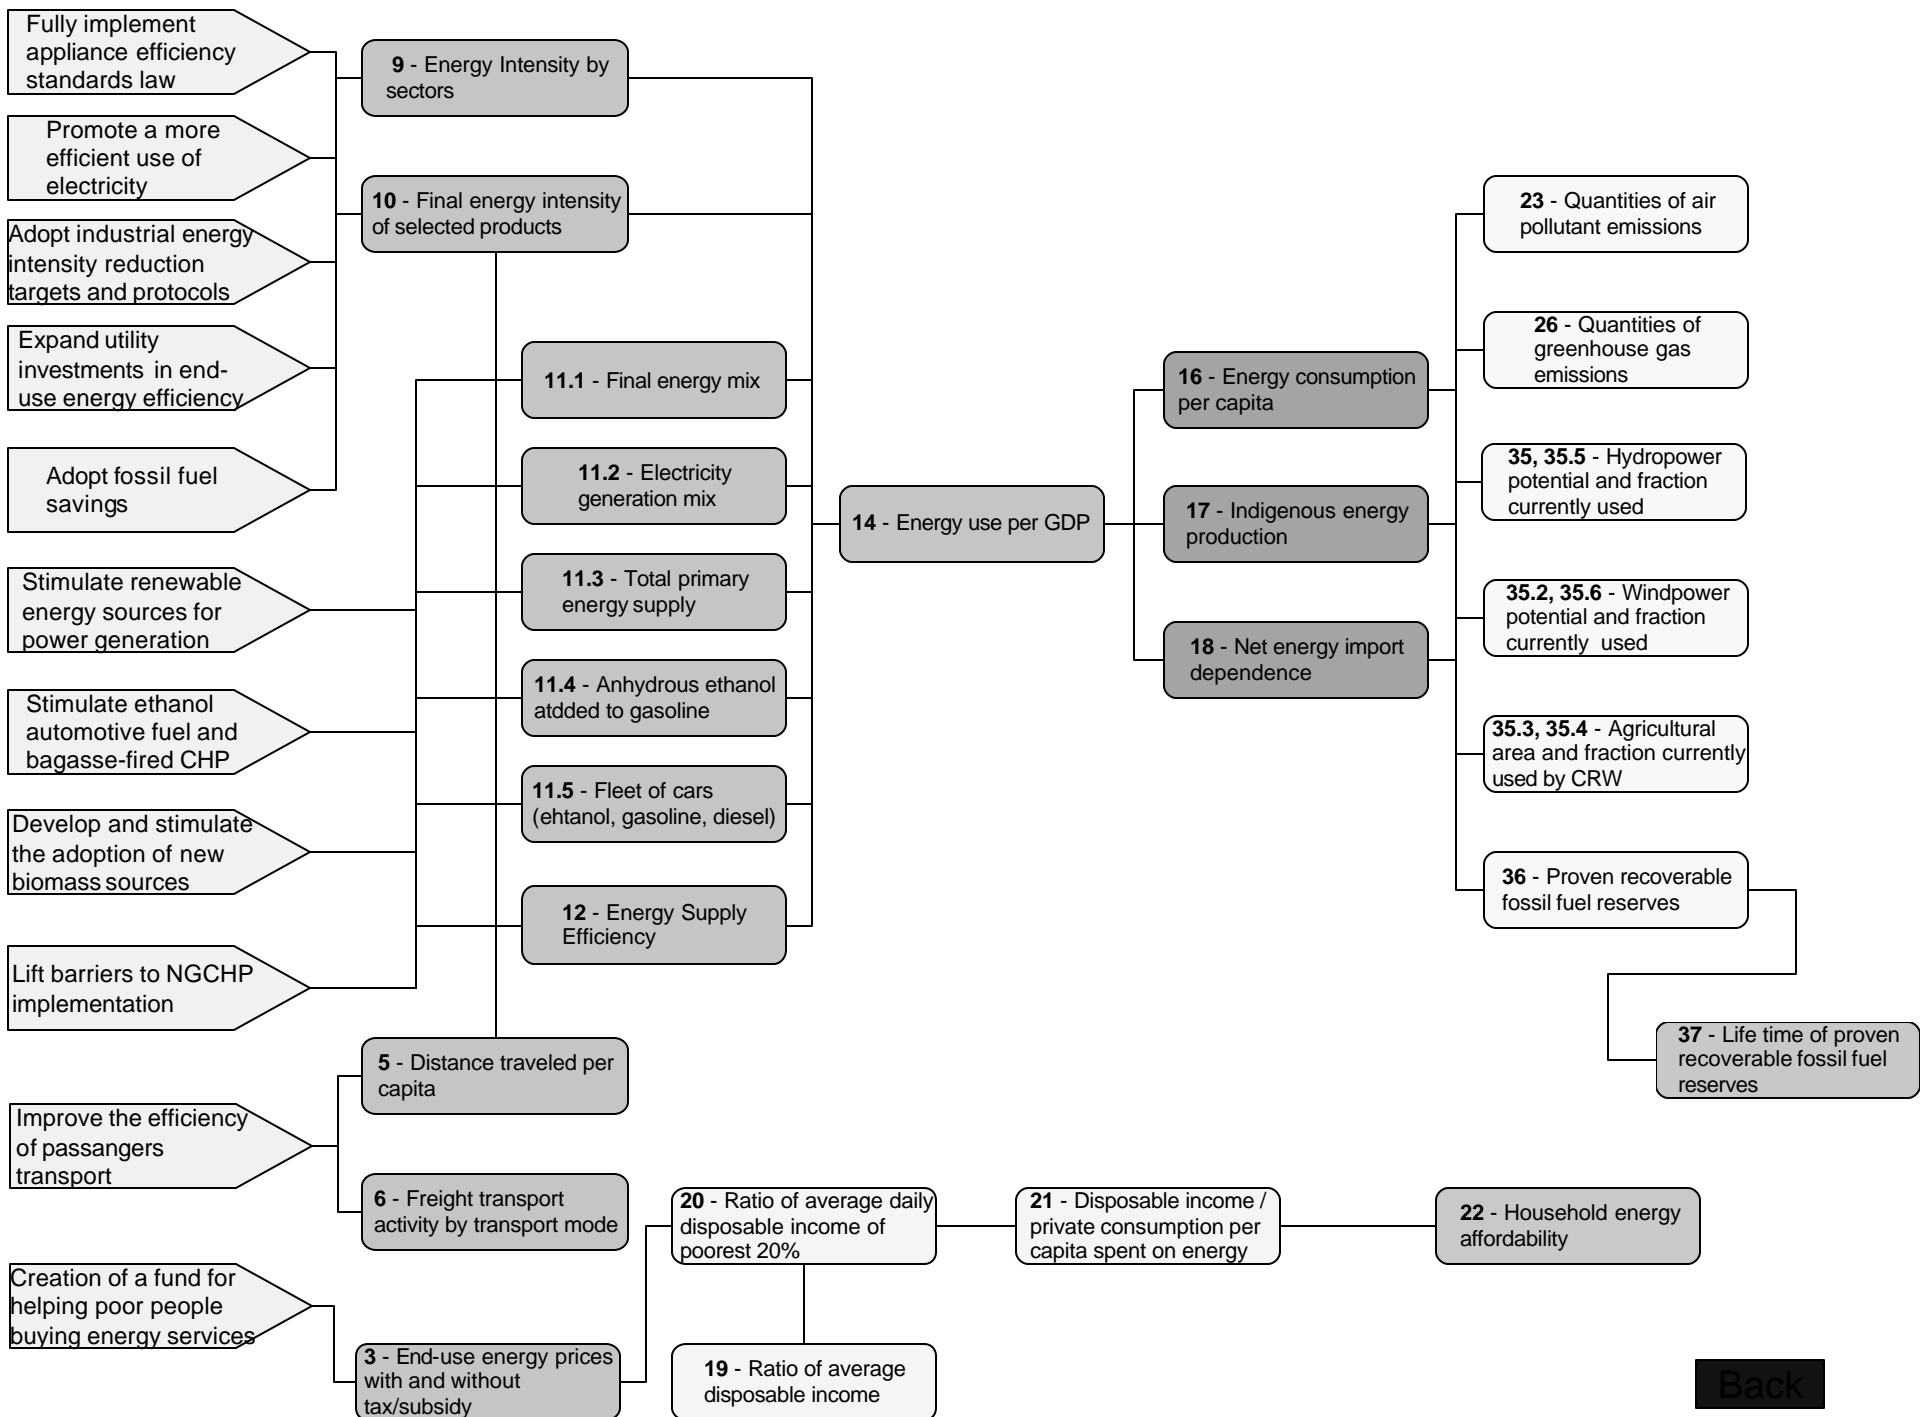 Fully implement
appliance efficiency
standards law
Promote a more
efficient use of
electricity
Adopt industrial energy
intensity reduction
targets and protocols
Expand utility
investments in end-
use energy efficiency
Adopt fossil fuel
savings
Stimulate renewable
energy sources for
power generation
Stimulate ethanol
automotive fuel and
bagasse-fired CHP
Develop and stimulate
the adoption of new
biomass sources
Lift barriers to NGCHP
implementation
Improve the efficiency
of passangers
transport
Creation of a fund for
helping poor people
buying energy services
9 - Energy Intensity by
sectors
10 - Final energy intensity
of selected products
11.1 - Final energy mix
11.2 - Electricity
generation mix
11.3 - Total primary
energy supply
11.4 - Anhydrous ethanol
atdded to gasoline
11.5 - Fleet of cars
(ehtanol, gasoline, diesel)
12 - Energy Supply
Efficiency
5 - Distance traveled per
capita
6 - Freight transport
activity by transport mode
3 - End-use energy prices
with and without
tax/subsidy
14 - Energy use per GDP
16 - Energy consumption
per capita
17 - Indigenous energy
production
18 - Net energy import
dependence
23 - Quantities of air
pollutant emissions
26 - Quantities of
greenhouse gas
emissions
35, 35.5 - Hydropower
potential and fraction
currently used
35.2, 35.6 - Windpower
potential and fraction
currently used
35.3, 35.4 - Agricultural
area and fraction currently
used by CRW
36 - Proven recoverable
fossil fuel reserves
37 - Life time of proven
recoverable fossil fuel
reserves
20 - Ratio of average daily
disposable income of
poorest 20%
19 - Ratio of average
disposable income
21 - Disposable income /
private consumption per
capita spent on energy
22 - Household energy
affordability
Back